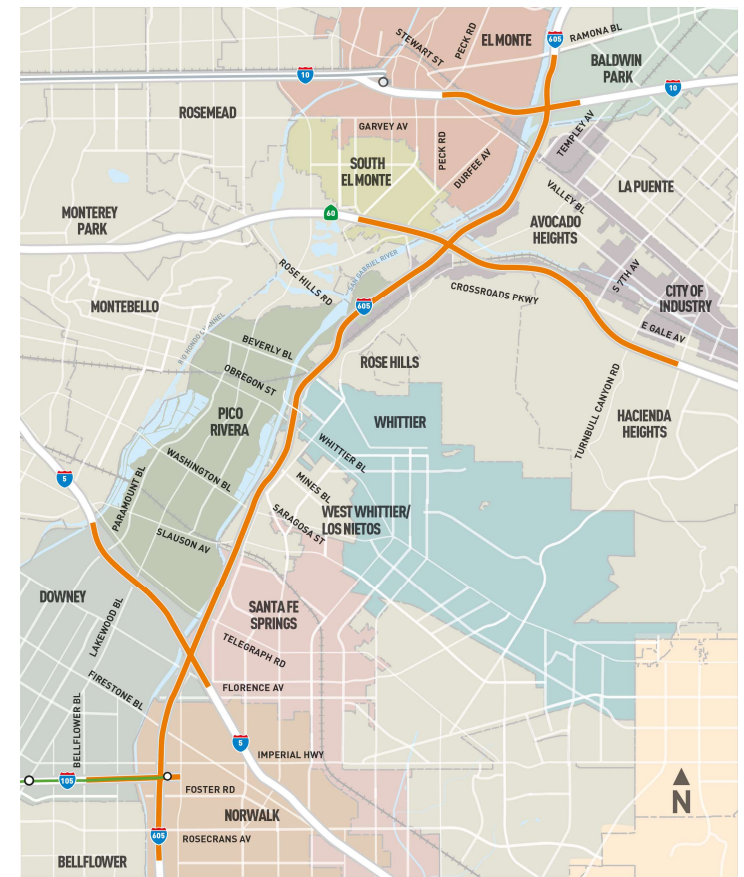 PECK RD
EL MONTE
605
RAMONA BL
STEWART ST
BALDWIN
PARK
10
10
ROSEMEAD
GARVEY AV
PECK RD
TEMPLEY AV
DURFEE AV
SOUTH
EL MONTE
VALLEY BL
LA PUENTE
MONTEREY
PARK
60
AVOCADO
HEIGHTS
SAN GABRIEL RIVER
ROSE HILLS RD
S 7TH AV
CROSSROADS PKWY
CITY OF
INDUSTRY
MONTEBELLO
605
RIO HONDO CHANNEL
E GALE AV
BEVERLY BL
ROSE HILLS
OBREGON ST
TURNBULL CANYON RD
PICO
RIVERA
WHITTIER
HACIENDA
HEIGHTS
WHITTIER BL
WASHINGTON BL
5
PARAMOUNT BL
MINES BL
WEST WHITTIER/
LOS NIETOS
SARAGOSA ST
SLAUSON AV
DOWNEY
LAKEWOOD BL
SANTA FE
SPRINGS
TELEGRAPH RD
FIRESTONE BL
FLORENCE AV
BELLFLOWER BL
5
IMPERIAL HWY
105
FOSTER RD
N
NORWALK
605
ROSECRANS AV
BELLFLOWER